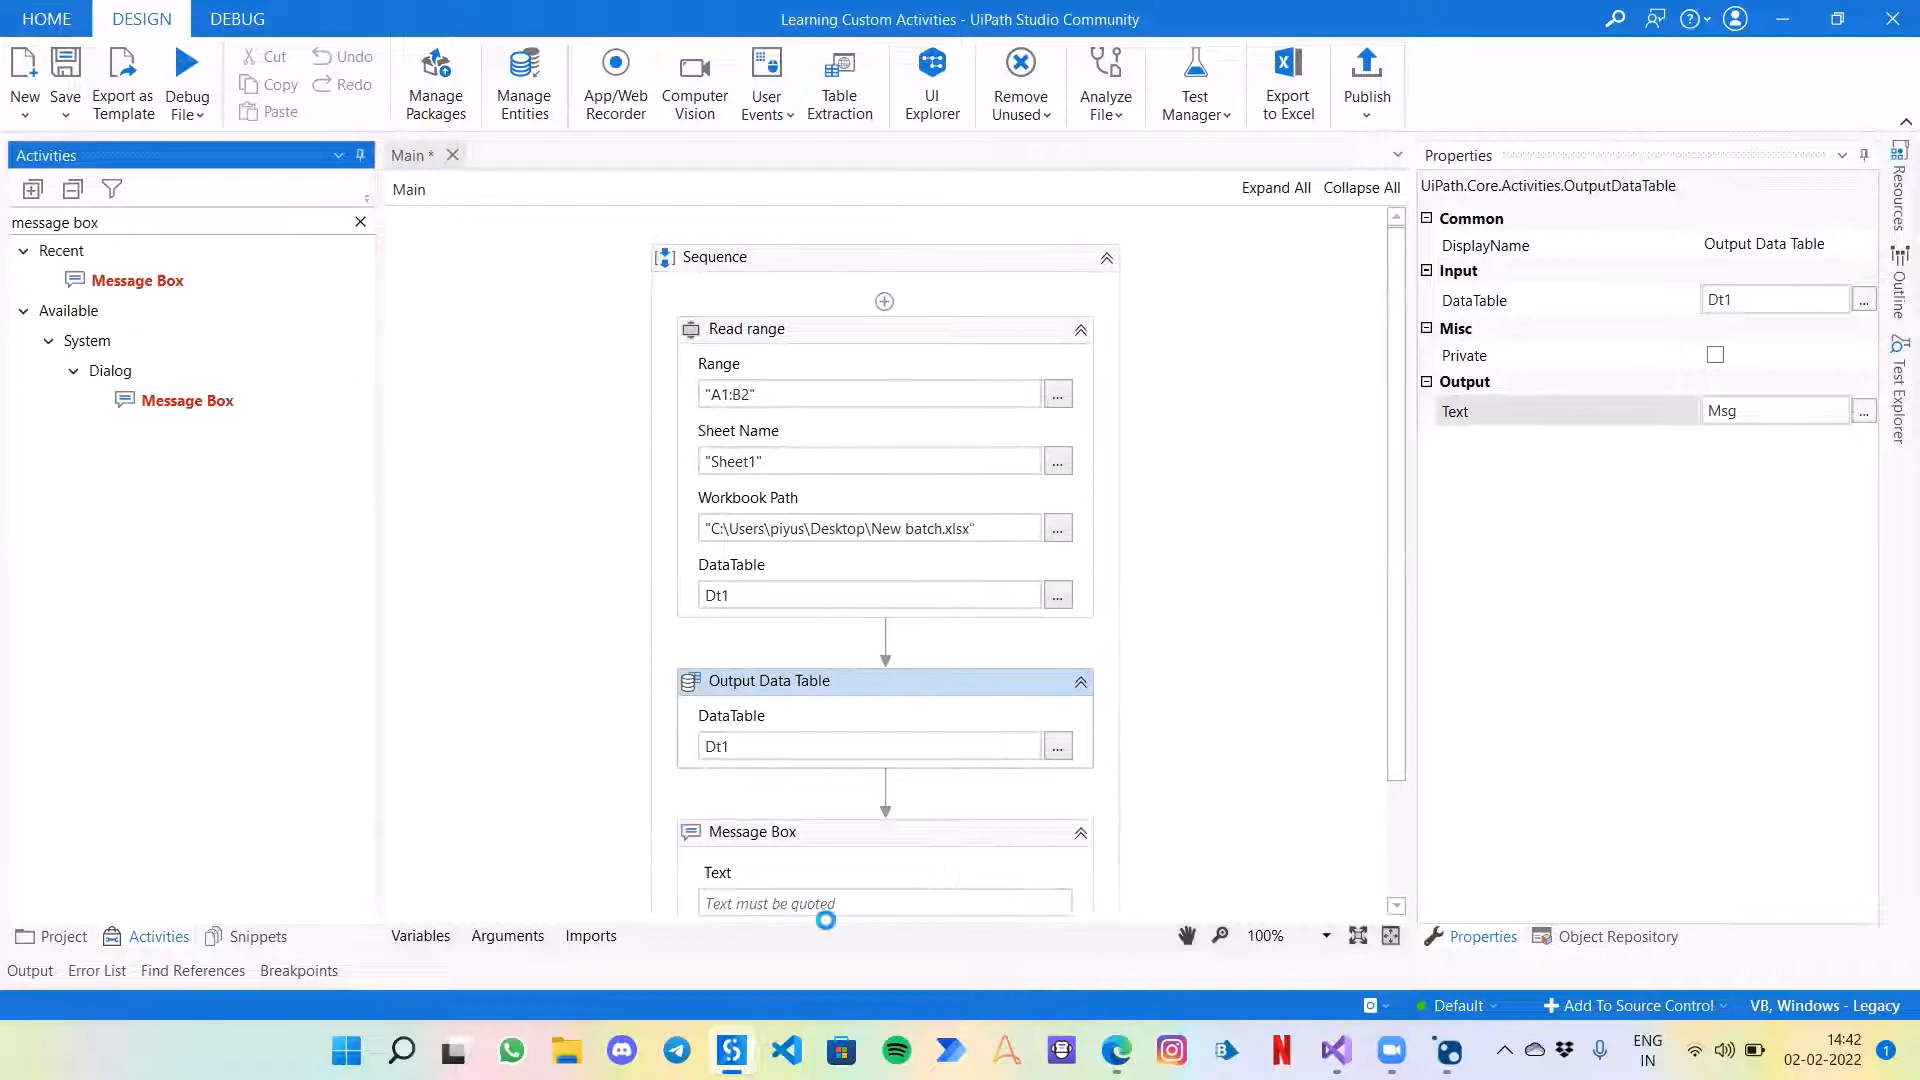 HOME DESIGN DEBUG
Learning Custom Activities - UiPath Studio Community
New Save Export as Template Debug File
Cut Copy Paste Undo Redo
Manage Packages
Manage Entities
App/Web Recorder
Computer Vision
User Events
Table Extraction
UI Explorer
Remove Unused
Analyze File
Test Manager
Export to Excel
Publish
Activities
message box
Recent
Message Box
Available
System
Dialog
Message Box
Main *
Main
Expand All Collapse All
Sequence
Read range
Range
"A1:B2"
...
Sheet Name
"Sheet1"
...
Workbook Path
"C:\Users\piyus\Desktop\New batch.xlsx"
...
DataTable
Dt1
...
Output Data Table
DataTable
Dt1
...
Message Box
Text
Text must be quoted
Properties
UiPath.Core.Activities.OutputDataTable
Common
DisplayName Output Data Table
Input
DataTable Dt1 ...
Misc
Private
Output
Text Msg ...
Resources
Outline
Test Explorer
Project Activities Snippets
Variables Arguments Imports
100%
Properties Object Repository
Output Error List Find References Breakpoints
Default
Add To Source Control
VB, Windows - Legacy
ENG
IN
14:42
02-02-2022
1